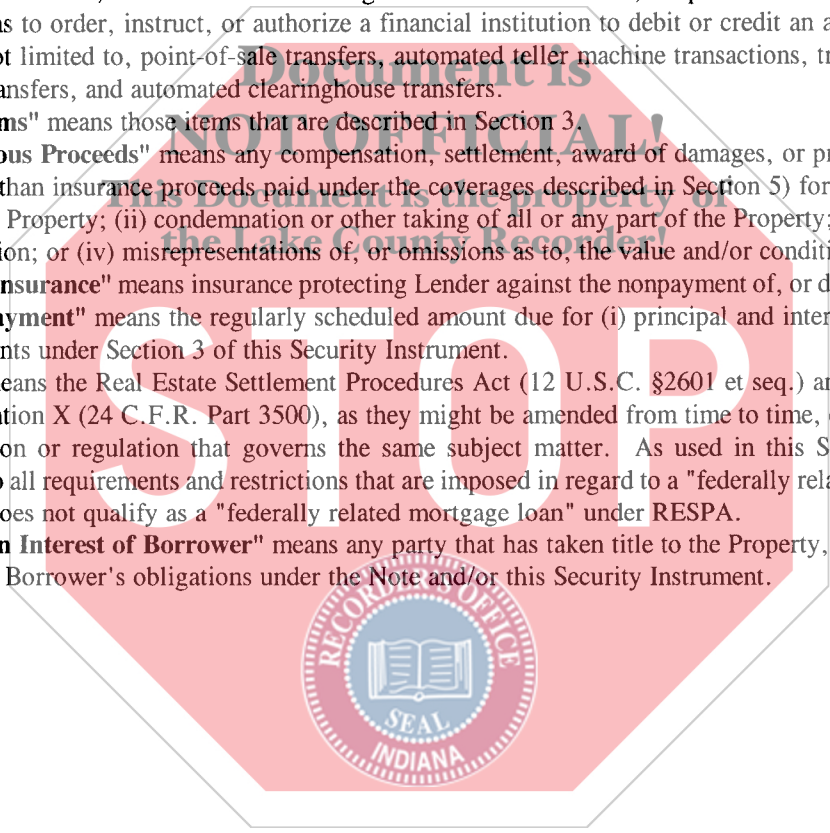 as to order, instruct, or authorize a financial institution to debit or credit an a
ot limited to, point-of-sale transfers, automated teller machine transactions, tr
ansfers, and automated clearinghouse transfers.
ms" means those items that are described in Section 3.
ous Proceeds" means any compensation, settlement, award of damages, or pr
than insurance proceeds paid under the coverages described in Section 5) for
Property; (ii) condemnation or other taking of all or any part of the Property;
ion; or (iv) misrepresentations of, or omissions as to, the value and/or conditi
nsurance" means insurance protecting Lender against the nonpayment of, or d
ayment" means the regularly scheduled amount due for (i) principal and inter
nts under Section 3 of this Security Instrument.
eans the Real Estate Settlement Procedures Act (12 U.S.C. §2601 et seq.) an
ation X (24 C.F.R. Part 3500), as they might be amended from time to time,
on or regulation that governs the same subject matter. As used in this S
o all requirements and restrictions that are imposed in regard to a "federally rela
oes not qualify as a "federally related mortgage loan" under RESPA.
n Interest of Borrower" means any party that has taken title to the Property,
Borrower's obligations under the Note and/or this Security Instrument.
Document is
NOT OFFICIAL!
This Document is the property of
the Lake County Recorder!
STOP
RECORDER'S OFFICE
SEAL
INDIANA